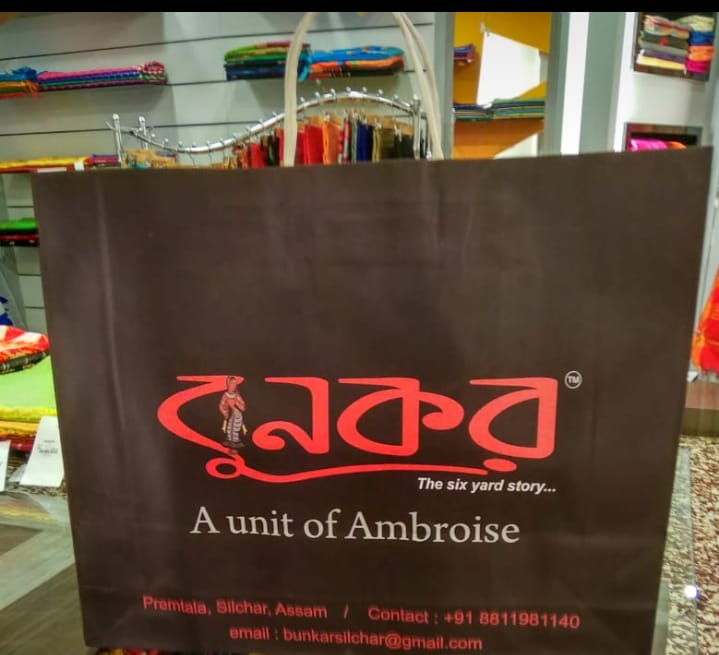 বুনকর TM
The six yard story...
A unit of Ambroise
Premtala, Silchar, Assam / Contact : +91 8811981140
email : bunkarsilchar@gmail.com